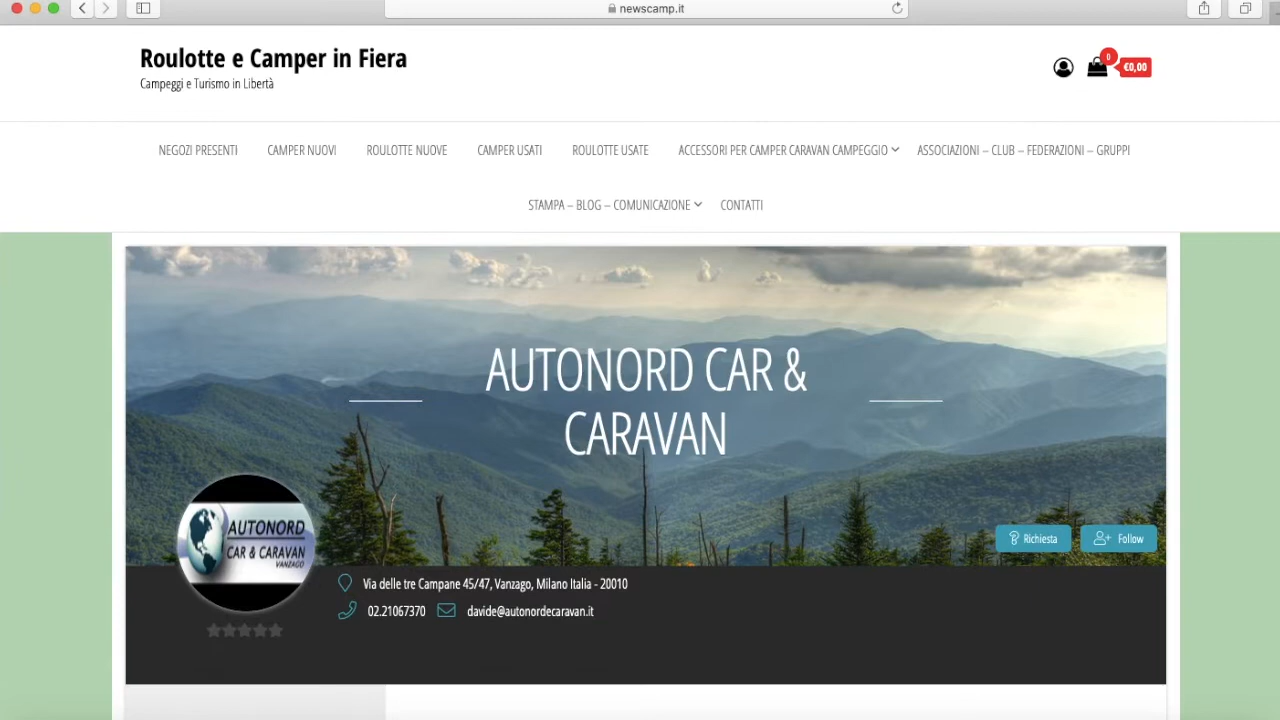 newscamp.it
Roulotte e Camper in Fiera
Campeggi e Turismo in Libertà
0
€0,00
NEGOZI PRESENTI CAMPER NUOVI ROULOTTE NUOVE CAMPER USATI ROULOTTE USATE ACCESSORI PER CAMPER CARAVAN CAMPEGGIO ASSOCIAZIONI – CLUB – FEDERAZIONI – GRUPPI
STAMPA – BLOG – COMUNICAZIONE CONTATTI
AUTONORD CAR &
CARAVAN
AUTONORD
CAR & CARAVAN
VANZAGO
Richiesta Follow
Via delle tre Campane 45/47, Vanzago, Milano Italia - 20010
02.21067370 davide@autonordecaravan.it